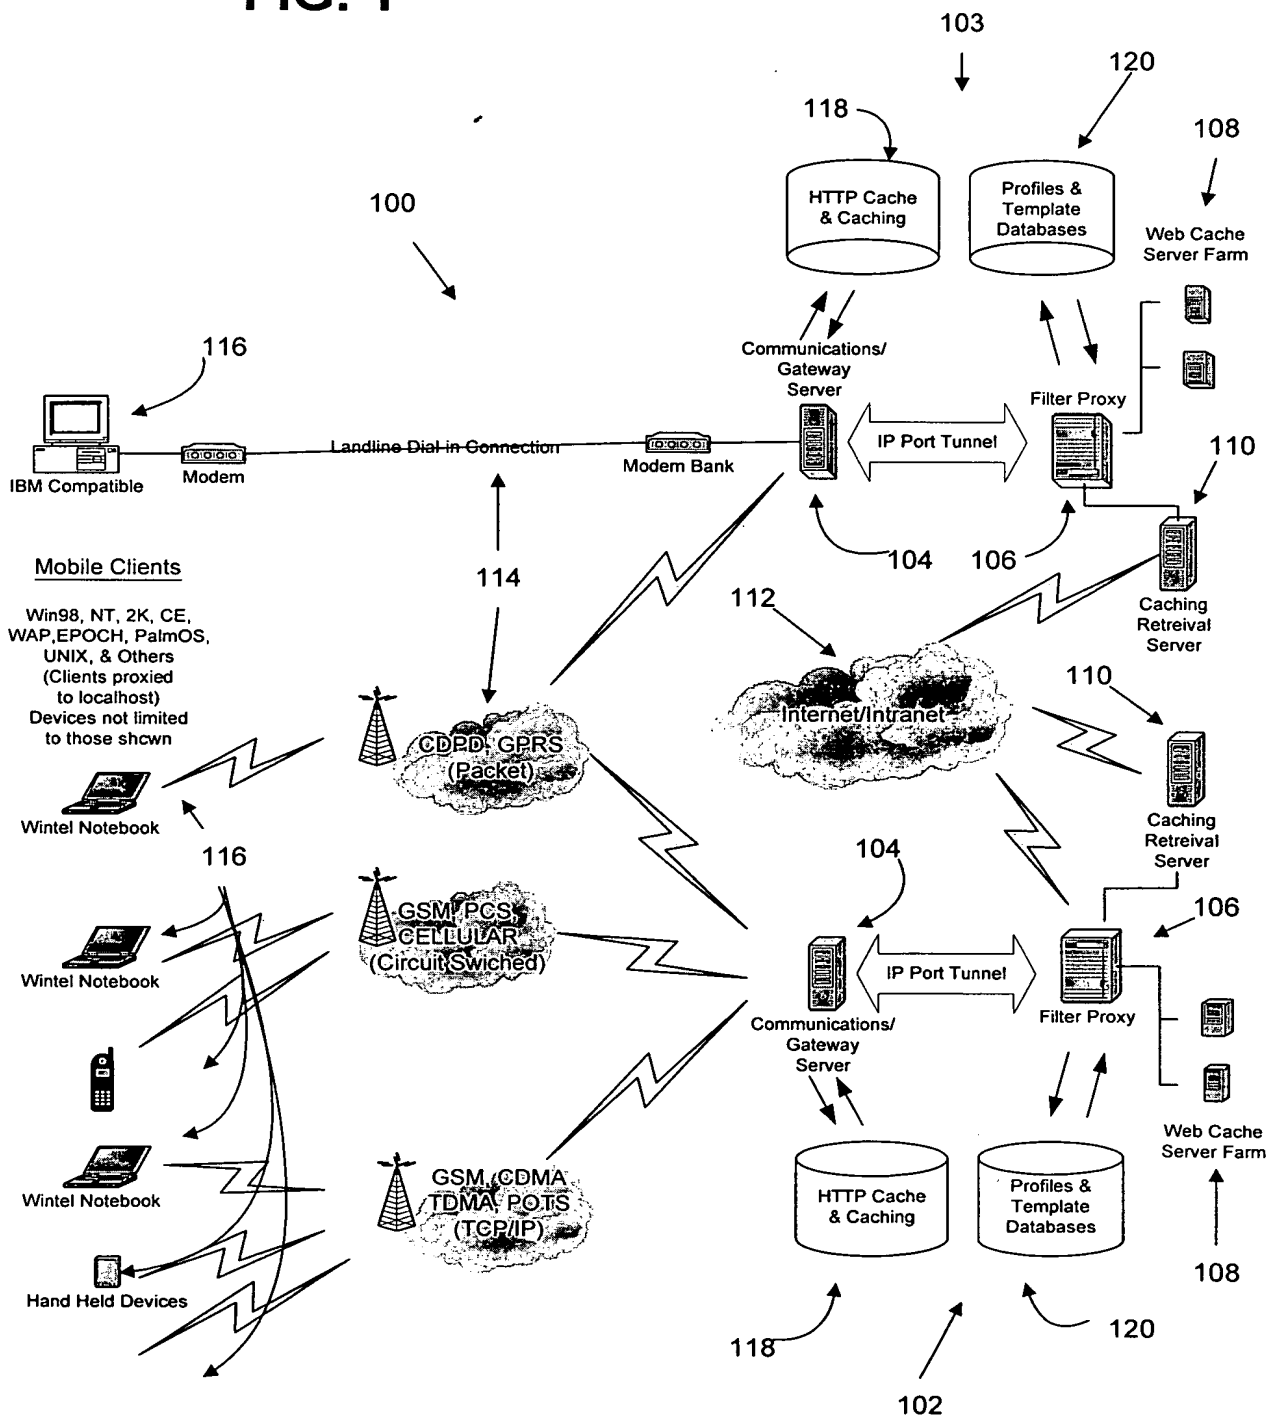 FIG. 1
103
120
118
108
100
HTTP Cache
& Caching
Profiles &
Template
Databases
Web Cache
Server Farm
116
Communications/
Gateway
Server
Filter Proxy
IP Port Tunnel
Landline Dial-in Connection
IBM Compatible
Modem
Modem Bank
110
104
106
Mobile Clients
114
112
Caching
Retreival
Server
Win98, NT, 2K, CE,
WAP,EPOCH, PalmOS,
UNIX, & Others
(Clients proxied
to localhost)
Devices not limited
to those shcwn
110
Internet/Intranet
CDPD, GPRS
(Packet)
Wintel Notebook
Caching
Retreival
Server
116
104
106
GSM, PCS,
CELLULAR
(Circuit Swiched)
Wintel Notebook
IP Port Tunnel
Filter Proxy
Communications/
Gateway
Server
Web Cache
Server Farm
Wintel Notebook
GSM, CDMA
TDMA, POTS
(TCP/IP)
HTTP Cache
& Caching
Profiles &
Template
Databases
108
Hand Held Devices
118
120
102